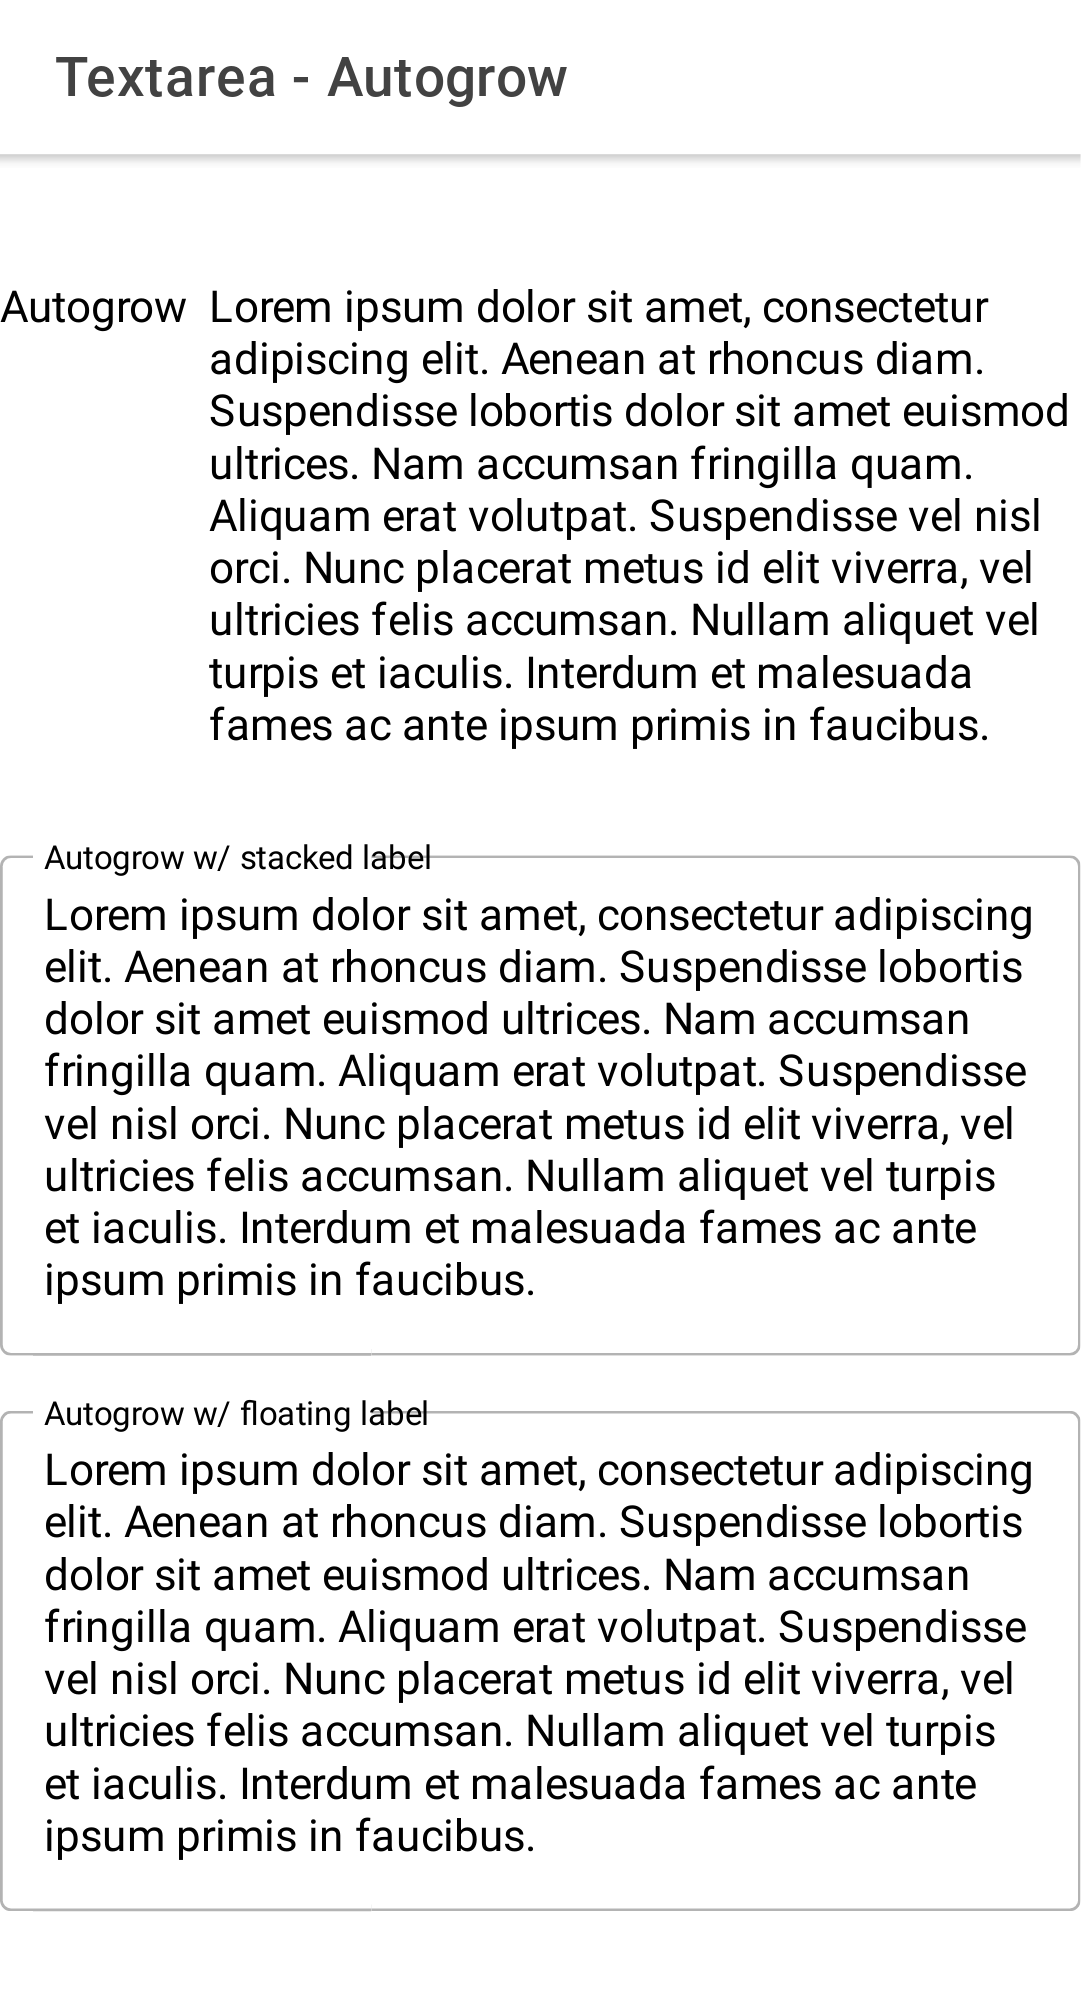 Textarea - Autogrow
Autogrow Lorem ipsum dolor sit amet, consectetur
adipiscing elit. Aenean at rhoncus diam.
Suspendisse lobortis dolor sit amet euismod
ultrices. Nam accumsan fringilla quam.
Aliquam erat volutpat. Suspendisse vel nisl
orci. Nunc placerat metus id elit viverra, vel
ultricies felis accumsan. Nullam aliquet vel
turpis et iaculis. Interdum et malesuada
fames ac ante ipsum primis in faucibus.
Autogrow w/ stacked label
Lorem ipsum dolor sit amet, consectetur adipiscing
elit. Aenean at rhoncus diam. Suspendisse lobortis
dolor sit amet euismod ultrices. Nam accumsan
fringilla quam. Aliquam erat volutpat. Suspendisse
vel nisl orci. Nunc placerat metus id elit viverra, vel
ultricies felis accumsan. Nullam aliquet vel turpis
et iaculis. Interdum et malesuada fames ac ante
ipsum primis in faucibus.
Autogrow w/ floating label
Lorem ipsum dolor sit amet, consectetur adipiscing
elit. Aenean at rhoncus diam. Suspendisse lobortis
dolor sit amet euismod ultrices. Nam accumsan
fringilla quam. Aliquam erat volutpat. Suspendisse
vel nisl orci. Nunc placerat metus id elit viverra, vel
ultricies felis accumsan. Nullam aliquet vel turpis
et iaculis. Interdum et malesuada fames ac ante
ipsum primis in faucibus.